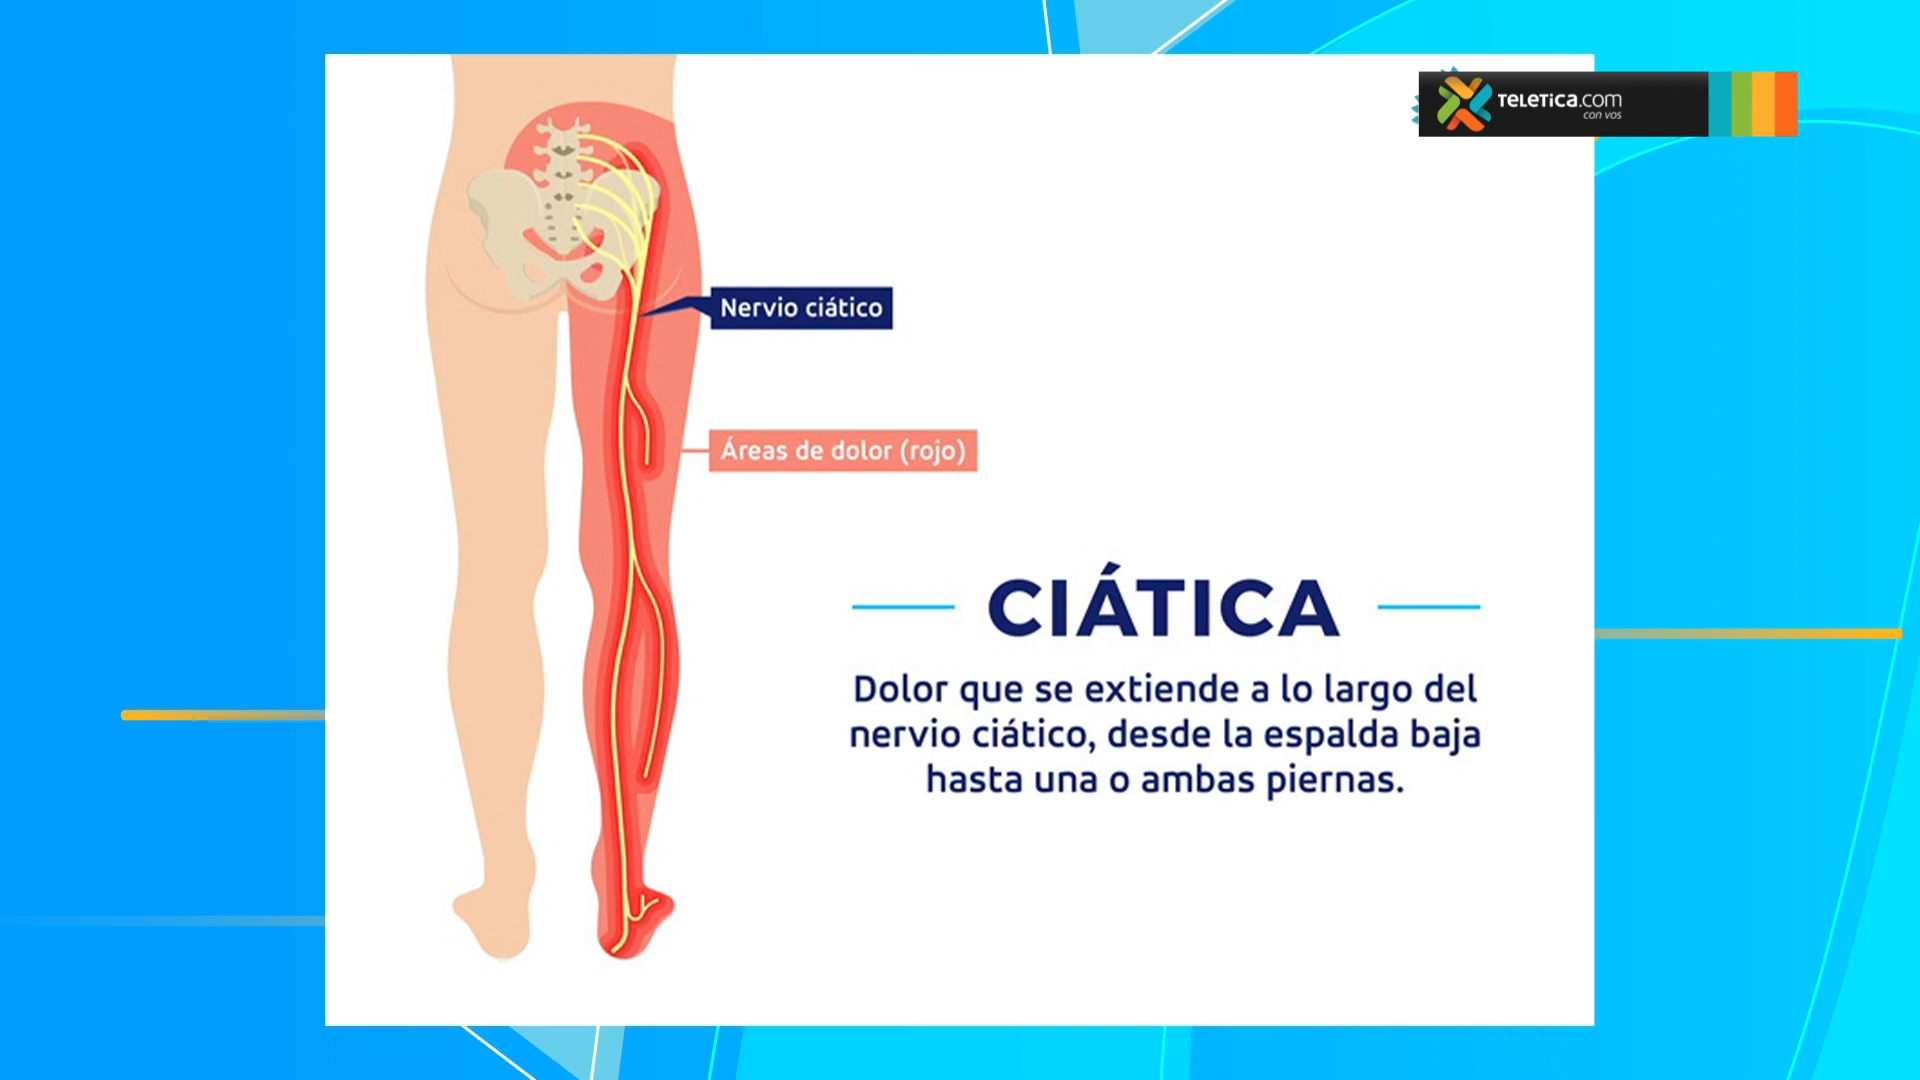 TELETICA.COM
con vos
Nervio ciático
Áreas de dolor (rojo)
CIÁTICA
Dolor que se extiende a lo largo del
nervio ciático, desde la espalda baja
hasta una o ambas piernas.